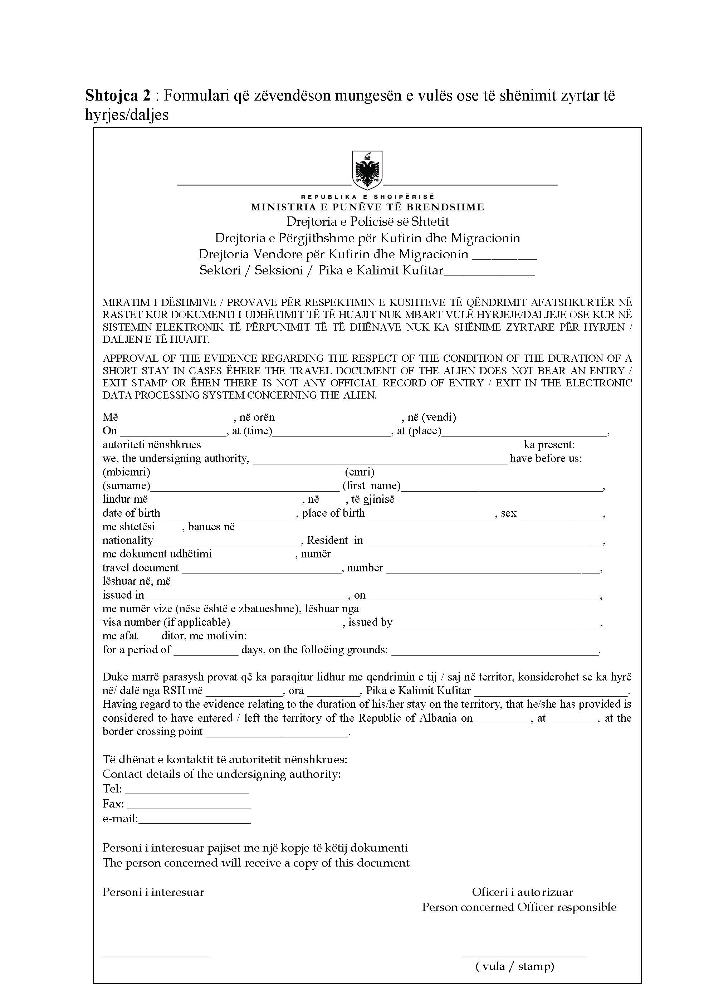 Shtojca 2 : Formulari që zëvendëson mungesën e vulës ose të shënimit zyrtar të
hyrjes/daljes
REPUBLIKA E SHQIPËRISË
MINISTRIA E PUNËVE TË BRENDSHME
Drejtoria e Policisë së Shtetit
Drejtoria e Përgjithshme për Kufirin dhe Migracionin
Drejtoria Vendore për Kufirin dhe Migracionin __________
Sektori / Seksioni / Pika e Kalimit Kufitar______________
MIRATIM I DËSHMIVE / PROVAVE PËR RESPEKTIMIN E KUSHTEVE TË QËNDRIMIT AFATSHKURTËR NË
RASTET KUR DOKUMENTI I UDHËTIMIT TË TË HUAJIT NUK MBART VULË HYRJEJE/DALJEJE OSE KUR NË
SISTEMIN ELEKTRONIK TË PËRPUNIMIT TË TË DHËNAVE NUK KA SHËNIME ZYRTARE PËR HYRJEN /
DALJEN E TË HUAJIT.
APPROVAL OF THE EVIDENCE REGARDING THE RESPECT OF THE CONDITION OF THE DURATION OF A
SHORT STAY IN CASES ËHERE THE TRAVEL DOCUMENT OF THE ALIEN DOES NOT BEAR AN ENTRY /
EXIT STAMP OR ËHEN THERE IS NOT ANY OFFICIAL RECORD OF ENTRY / EXIT IN THE ELECTRONIC
DATA PROCESSING SYSTEM CONCERNING THE ALIEN.
Më , në orën , në (vendi)
On __________________, at (time)____________________, at (place)____________________________,
autoriteti nënshkrues ka present:
we, the undersigning authority, ___________________________________________ have before us:
(mbiemri) (emri)
(surname)________________________________ (first name)__________________________________,
lindur më , në , të gjinisë
date of birth ______________________ , place of birth______________________, sex ______________,
me shtetësi , banues në
nationality_________________________, Resident in ________________________________________,
me dokument udhëtimi , numër
travel document ___________________________, number ____________________________________,
lëshuar në, më
issued in __________________________________, on _______________________________________,
me numër vize (nëse është e zbatueshme), lëshuar nga
visa number (if applicable)___________________, issued by___________________________________,
me afat ditor, me motivin:
for a period of ___________ days, on the folloëing grounds: ___________________________________.
Duke marrë parasysh provat që ka paraqitur lidhur me qendrimin e tij / saj në territor, konsiderohet se ka hyrë
në/ dalë nga RSH më _____________, ora _________, Pika e Kalimit Kufitar __________________________.
Having regard to the evidence relating to the duration of his/her stay on the territory, that he/she has provided is
considered to have entered / left the territory of the Republic of Albania on _________, at ________, at the
border crossing point ________________________.
Të dhënat e kontaktit të autoritetit nënshkrues:
Contact details of the undersigning authority:
Tel: _____________________
Fax: _____________________
e-mail:___________________
Personi i interesuar pajiset me një kopje të këtij dokumenti
The person concerned will receive a copy of this document
Personi i interesuar Oficeri i autorizuar
Person concerned Officer responsible
__________________ _____________________
( vula / stamp)